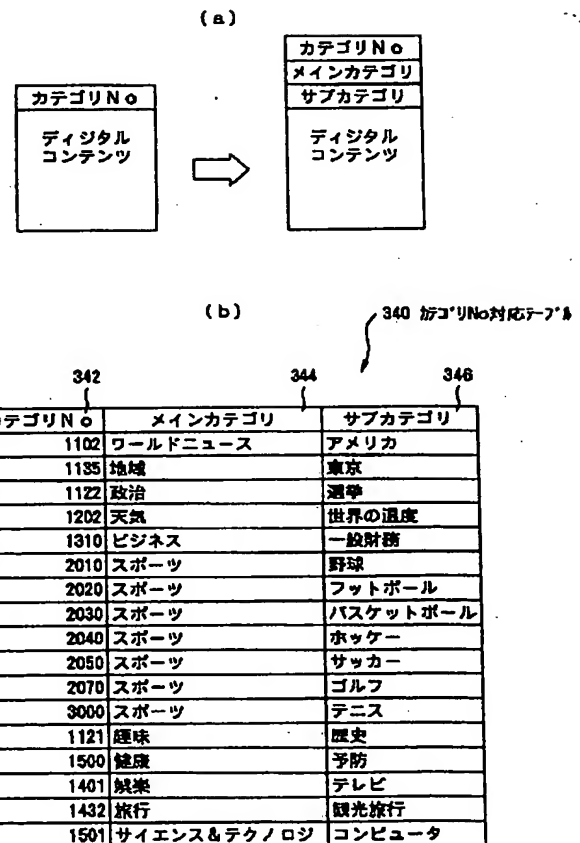 (a)
カテゴリNo
ディジタル
コンテンツ
カテゴリNo
メインカテゴリ
サブカテゴリ
ディジタル
コンテンツ
(b)
340 カテゴリNo対応テーブル
342 344 346
テゴリNo メインカテゴリ サブカテゴリ
1102 ワールドニュース アメリカ
1135 地域 東京
1122 政治 選挙
1202 天気 世界の温度
1310 ビジネス 一般財務
2010 スポーツ 野球
2020 スポーツ フットボール
2030 スポーツ バスケットボール
2040 スポーツ ホッケー
2050 スポーツ サッカー
2070 スポーツ ゴルフ
3000 スポーツ テニス
1121 趣味 歴史
1500 健康 予防
1401 娯楽 テレビ
1432 旅行 観光旅行
1501 サイエンス&テクノロジ コンピュータ